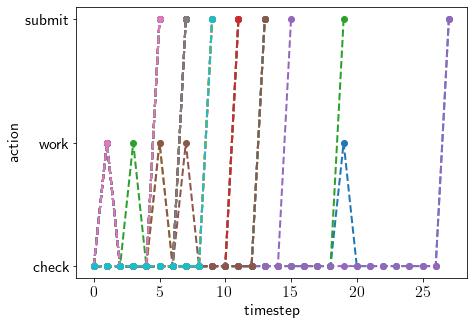 submit
work
check
action
0 5 10 15 20 25
timestep